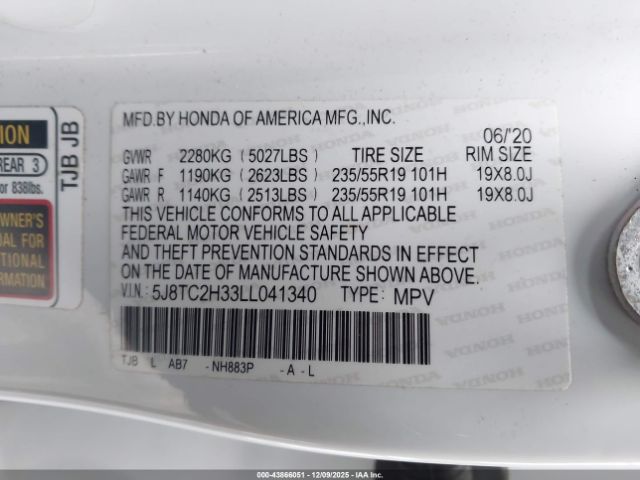 MFD.BY HONDA OF AMERICA MFG.,INC.
06/'20
GVWR 2280KG (5027LBS) TIRE SIZE RIM SIZE
GAWR F 1190KG (2623LBS) 235/55R19 101H 19X8.0J
GAWR R 1140KG (2513LBS) 235/55R19 101H 19X8.0J
THIS VEHICLE CONFORMS TO ALL APPLICABLE
FEDERAL MOTOR VEHICLE SAFETY
AND THEFT PREVENTION STANDARDS IN EFFECT
ON THE DATE OF MANUFACTURE SHOWN ABOVE.
V.I.N.: 5J8TC2H33LL041340 TYPE: MPV
TJB L AB7 -NH883P -A-L
TJB JB
REAR 3
or 838lbs.
OWNER'S
FOR
000-43866051 - 12/09/2025 - IAA Inc.